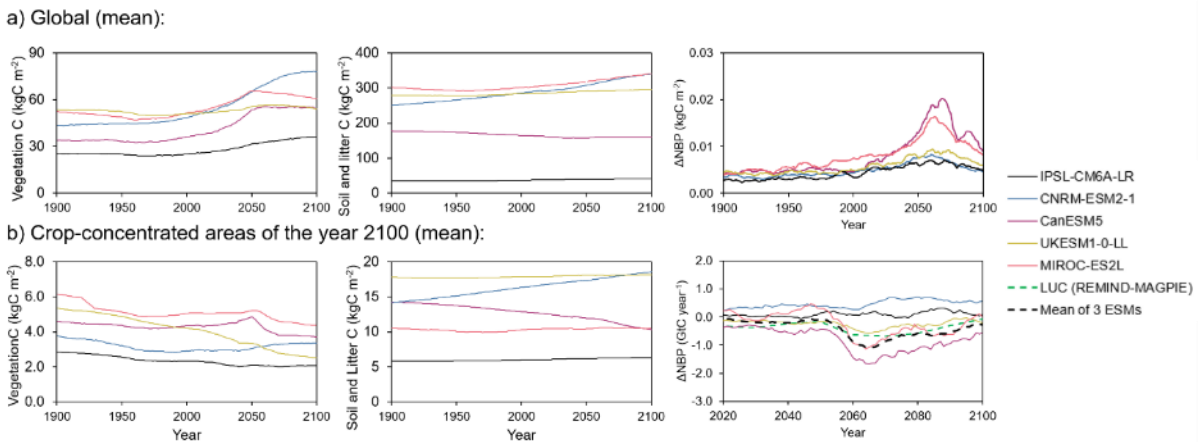 a) Global (mean):
Vegetation C (kgC m⁻²)
90
60
30
0
1900 1950 2000 2050 2100
Soil and litter C (kgC m⁻²)
400
300
200
100
0
1900 1950 2000 2050 2100
ΔNBP (kgC m⁻²)
0.03
0.02
0.01
0.00
1900 1950 2000 2050 2100
Year
IPSL-CM6A-LR
CNRM-ESM2-1
CanESM5
UKESM1-0-LL
MIROC-ES2L
LUC (REMIND-MAGPIE)
Mean of 3 ESMs
b) Crop-concentrated areas of the year 2100 (mean):
VegetationC (kgC m⁻²)
8.0
6.0
4.0
2.0
0.0
1900 1950 2000 2050 2100
Year
Soil and Litter C (kgC m⁻²)
20
15
10
5
0
1900 1950 2000 2050 2100
Year
ΔNBP (GtC year⁻¹)
2.0
1.0
0.0
-1.0
-2.0
-3.0
2020 2040 2060 2080 2100
Year